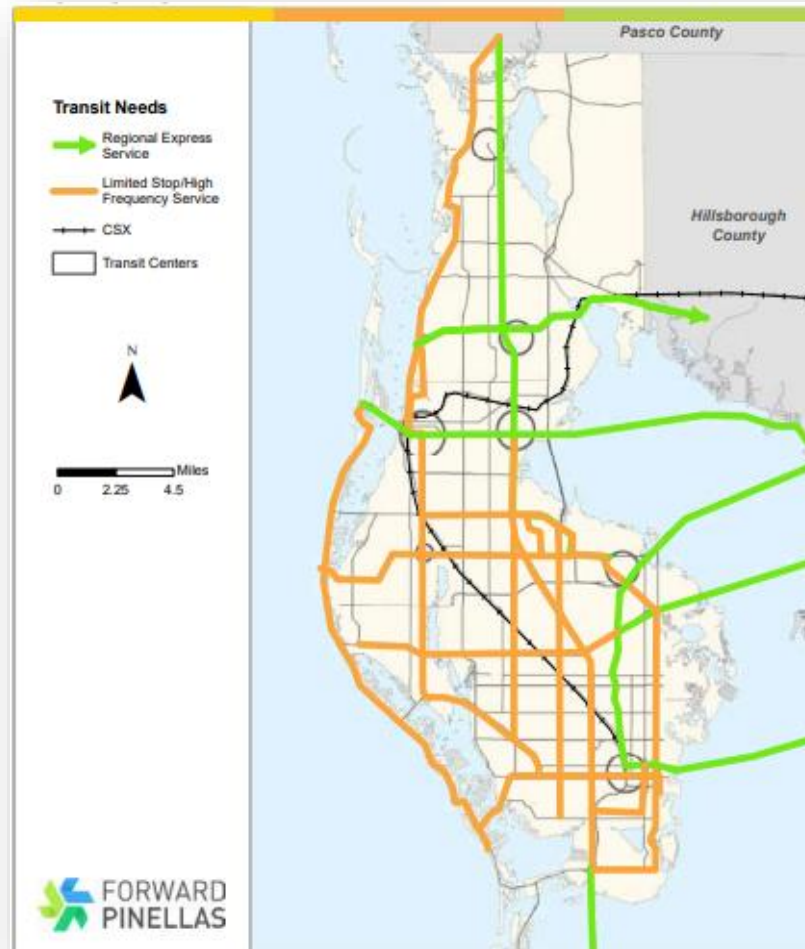 Pasco County
Transit Needs
Regional Express
Service
Limited Stop/High
Frequency Service
CSX
Transit Centers
Hillsborough
County
N
Miles
0 2.25 4.5
FORWARD
PINELLAS